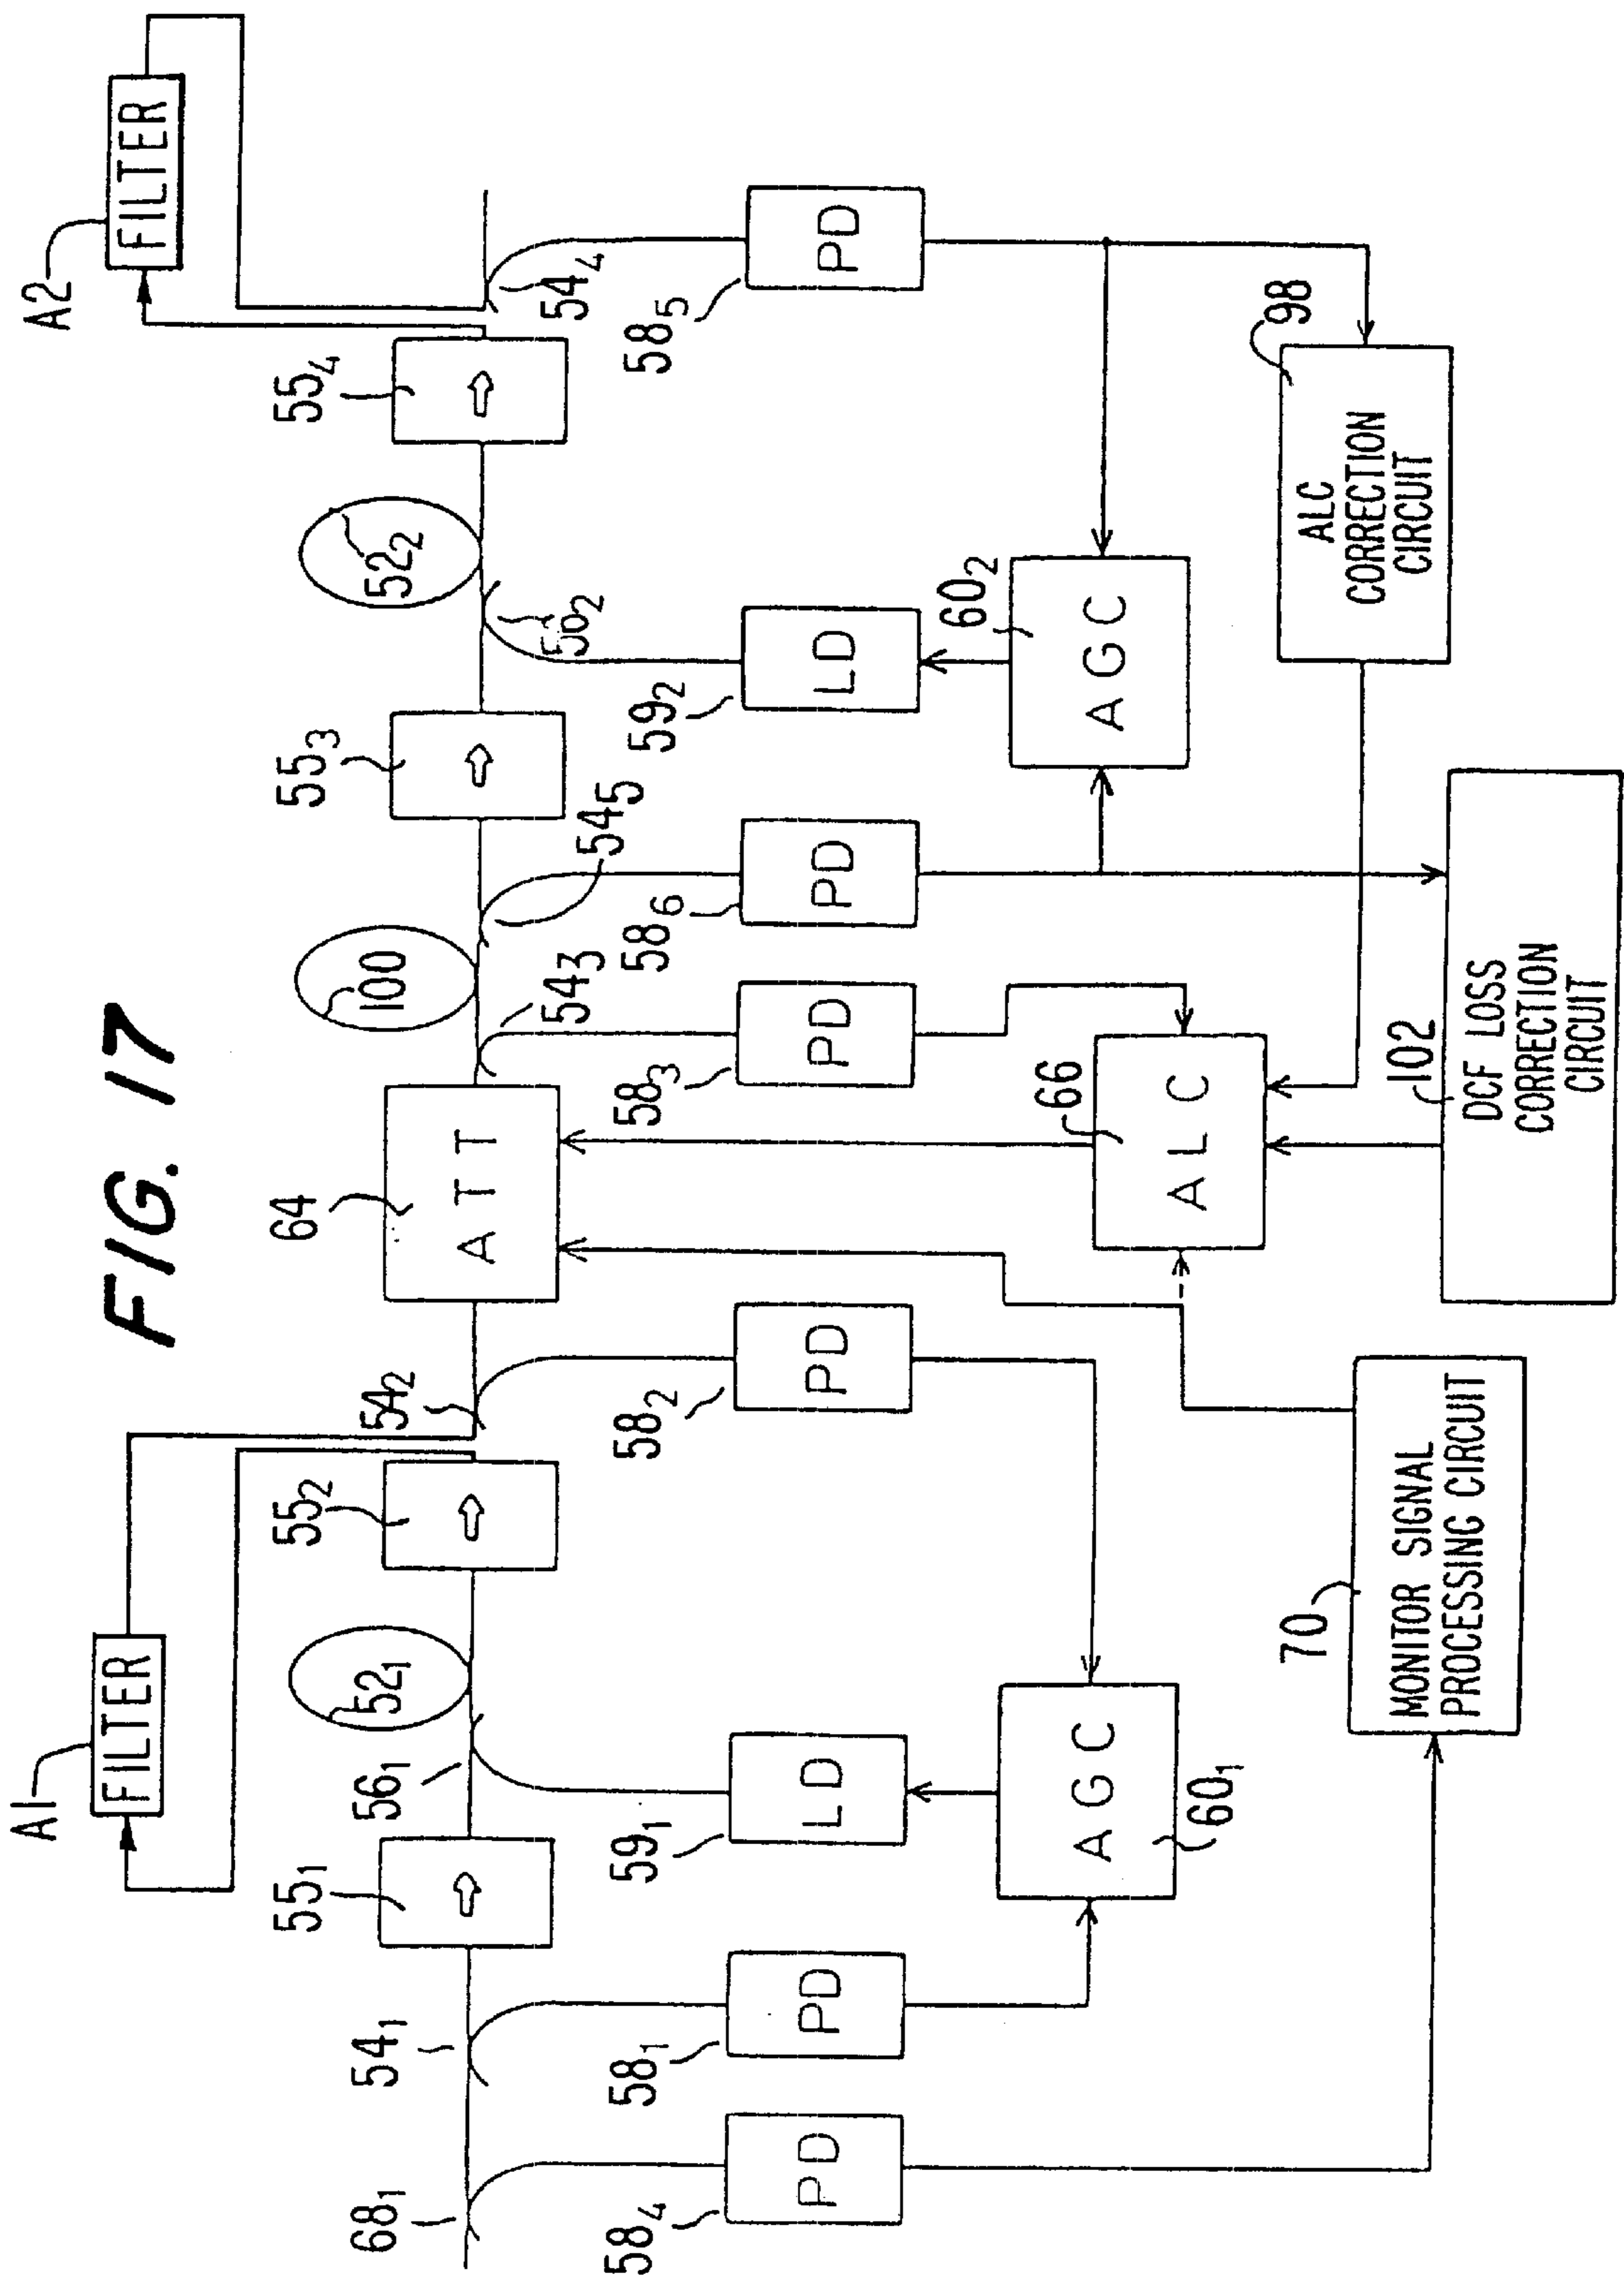 FIG. 17
A1
FILTER
A2
FILTER
68₁
54₁
55₁
56₁
52₁
55₂
54₂
64
ATT
54₃
100
54₅
55₃
56₂
52₂
55₄
54₄
58₄
PD
58₁
PD
59₁
LD
58₂
PD
58₃
PD
58₆
PD
59₂
LD
58₅
PD
AGC
60₁
66
ALC
AGC
60₂
98
ALC
CORRECTION
CIRCUIT
70
MONITOR SIGNAL
PROCESSING CIRCUIT
102
DCF LOSS
CORRECTION
CIRCUIT